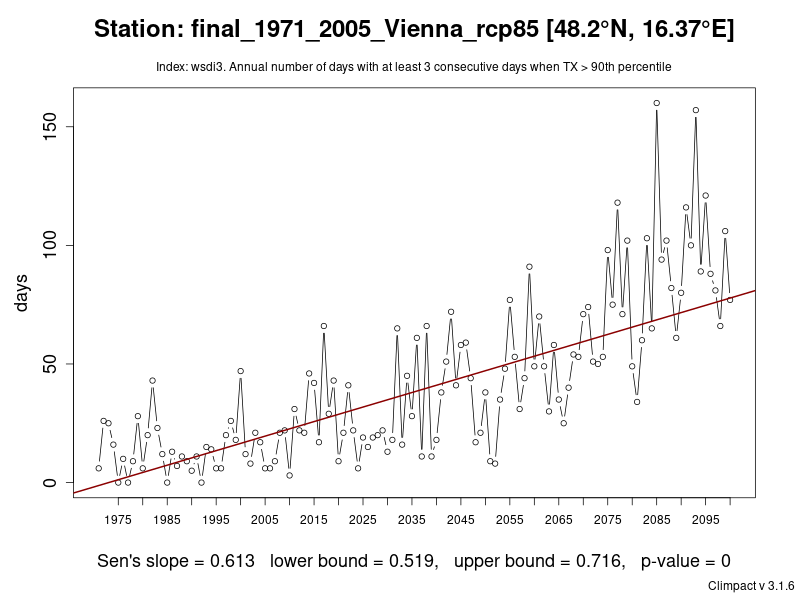 Station: final_1971_2005_Vienna_rcp85 [48.2°N, 16.37°E]
Index: wsdi3. Annual number of days with at least 3 consecutive days when TX > 90th percentile
150
100
50
0
days
1975 1985 1995 2005 2015 2025 2035 2045 2055 2065 2075 2085 2095
Sen's slope = 0.613 lower bound = 0.519, upper bound = 0.716, p-value = 0
Climpact v 3.1.6